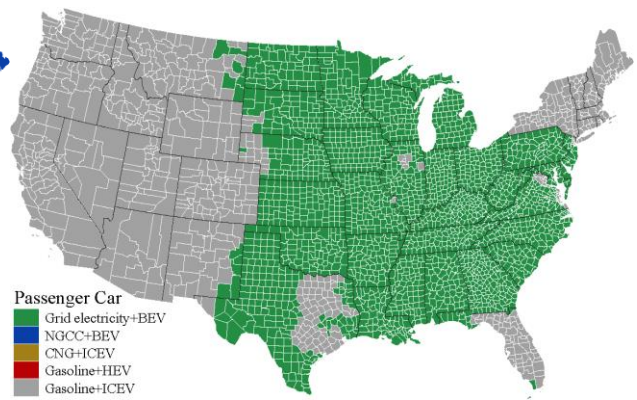 Passenger Car
Grid electricity+BEV
NGCC+BEV
CNG+ICEV
Gasoline+HEV
Gasoline+ICEV